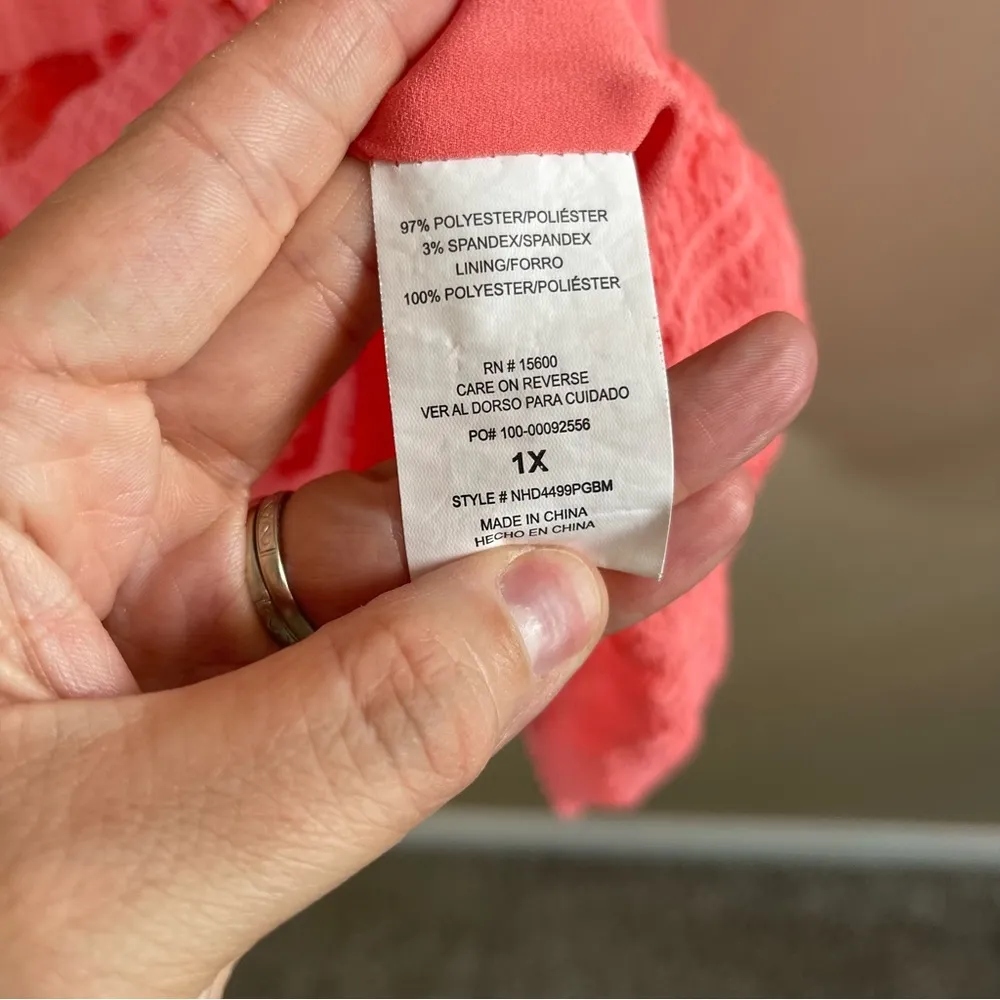 97% POLYESTER/POLIÉSTER
3% SPANDEX/SPANDEX
LINING/FORRO
100% POLYESTER/POLIÉSTER
RN # 15600
CARE ON REVERSE
VER AL DORSO PARA CUIDADO
PO# 100-00092556
1X
STYLE # NHD4499PGBM
MADE IN CHINA
HECHO EN CHINA